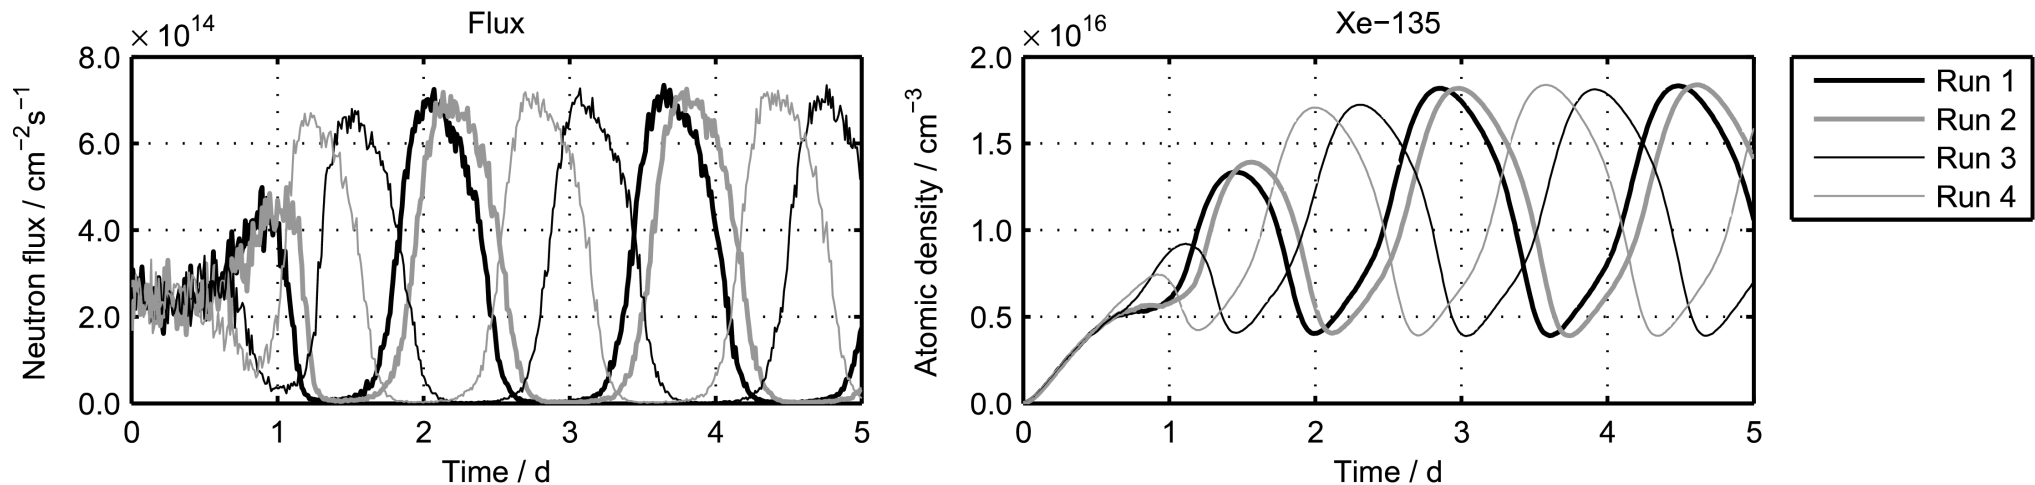 Flux
× 10¹⁴
8.0
6.0
4.0
2.0
0.0
Neutron flux / cm⁻²s⁻¹
0 1 2 3 4 5
Time / d
Xe−135
× 10¹⁶
2.0
1.5
1.0
0.5
0.0
Atomic density / cm⁻³
0 1 2 3 4 5
Time / d
Run 1
Run 2
Run 3
Run 4